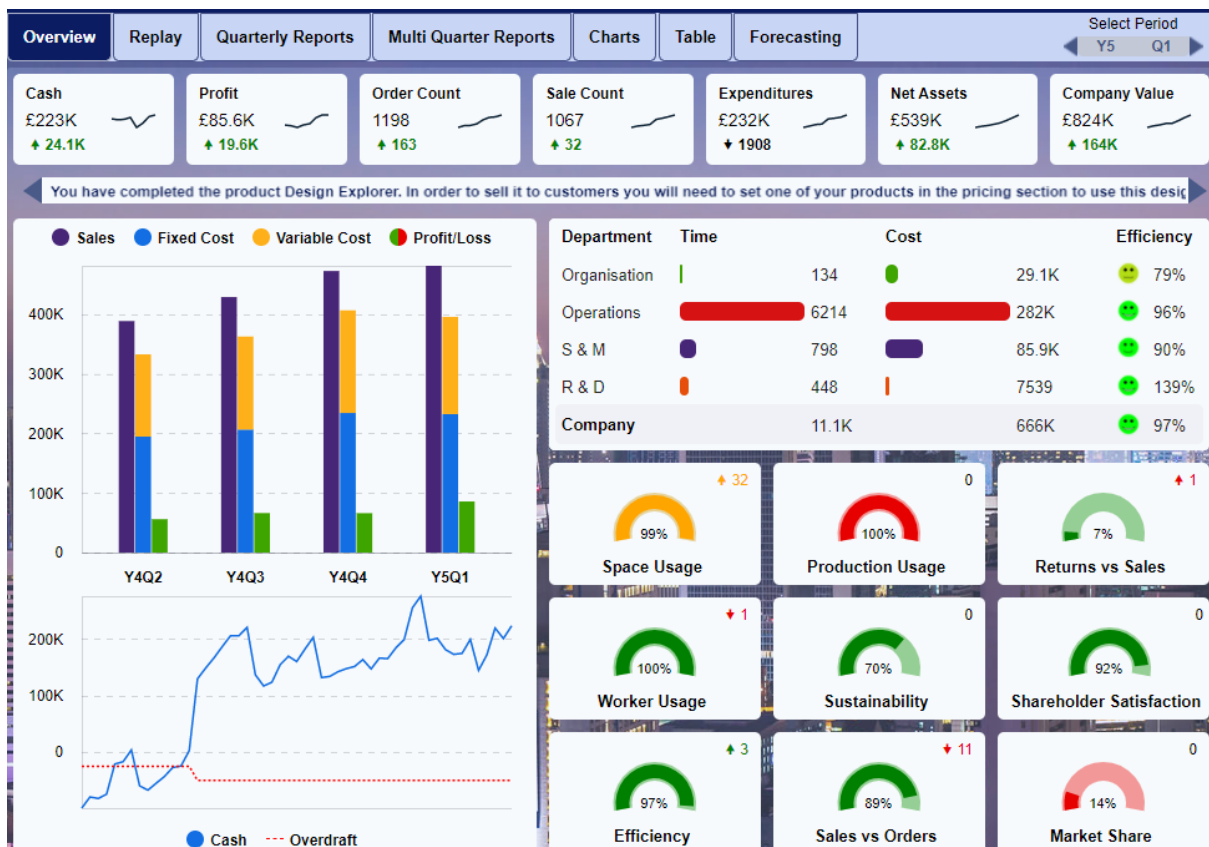 Overview Replay Quarterly Reports Multi Quarter Reports Charts Table Forecasting
Select Period
Y5 Q1
Cash
£223K
24.1K
Profit
£85.6K
19.6K
Order Count
1198
163
Sale Count
1067
32
Expenditures
£232K
1908
Net Assets
£539K
82.8K
Company Value
£824K
164K
You have completed the product Design Explorer. In order to sell it to customers you will need to set one of your products in the pricing section to use this
Sales Fixed Cost Variable Cost Profit/Loss
400K
300K
200K
100K
0
Y4Q2 Y4Q3 Y4Q4 Y5Q1
200K
100K
0
Cash Overdraft
Department Time Cost Efficiency
Organisation 134 29.1K 79%
Operations 6214 282K 96%
S & M 798 85.9K 90%
R & D 448 7539 139%
Company 11.1K 666K 97%
32
99%
Space Usage
0
100%
Production Usage
1
7%
Returns vs Sales
1
100%
Worker Usage
0
70%
Sustainability
0
92%
Shareholder Satisfaction
3
97%
Efficiency
11
89%
Sales vs Orders
0
14%
Market Share